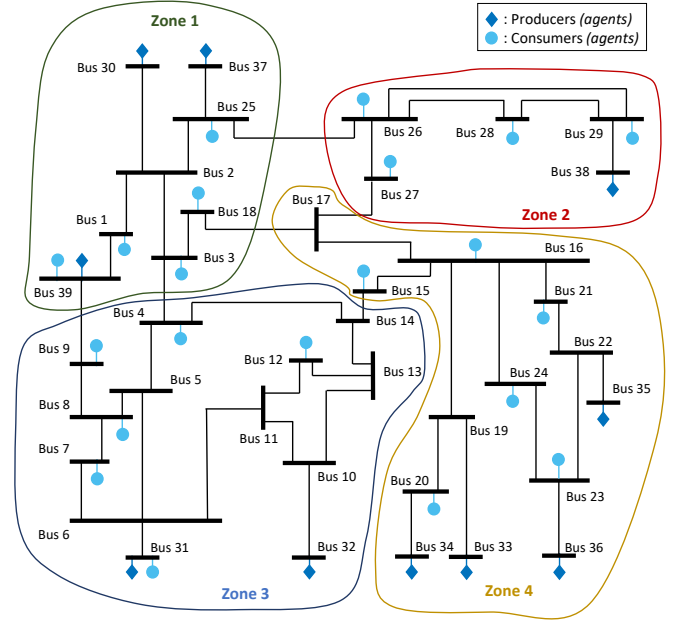 Zone 1
: Producers (agents)
: Consumers (agents)
Bus 30
Bus 37
Bus 25
Bus 26
Bus 28
Bus 29
Bus 2
Bus 38
Bus 27
Bus 17
Bus 18
Zone 2
Bus 1
Bus 16
Bus 3
Bus 39
Bus 15
Bus 21
Bus 4
Bus 14
Bus 9
Bus 12
Bus 22
Bus 13
Bus 5
Bus 24
Bus 35
Bus 8
Bus 19
Bus 11
Bus 7
Bus 10
Bus 20
Bus 23
Bus 6
Bus 31
Bus 32
Bus 34
Bus 33
Bus 36
Zone 3
Zone 4